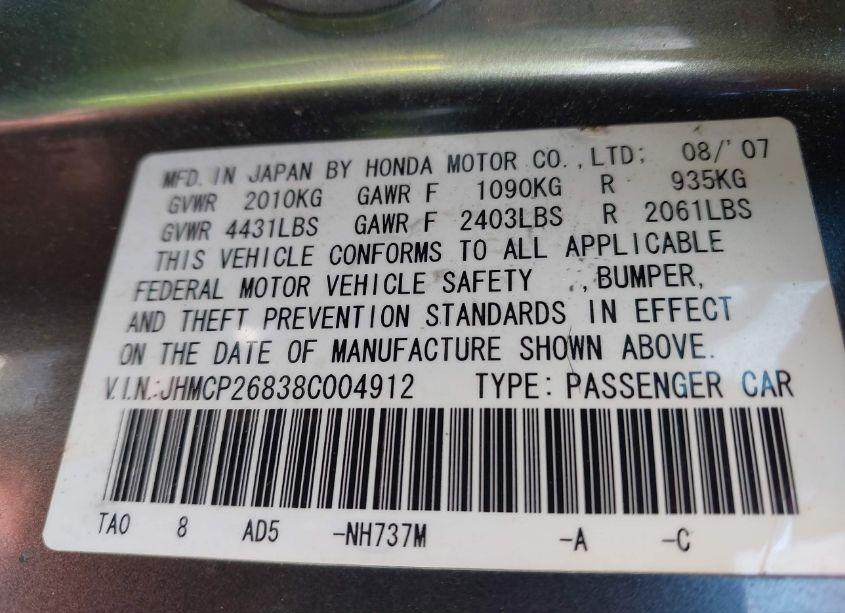 MFD. IN JAPAN BY HONDA MOTOR CO.,LTD; 08/'07
GVWR 2010KG GAWR F 1090KG R 935KG
GVWR 4431LBS GAWR F 2403LBS R 2061LBS
THIS VEHICLE CONFORMS TO ALL APPLICABLE
FEDERAL MOTOR VEHICLE SAFETY , BUMPER,
AND THEFT PREVENTION STANDARDS IN EFFECT
ON THE DATE OF MANUFACTURE SHOWN ABOVE.
V.I.N.:JHMCP26838C004912 TYPE: PASSENGER CAR
TA0 8 AD5 -NH737M -A -C